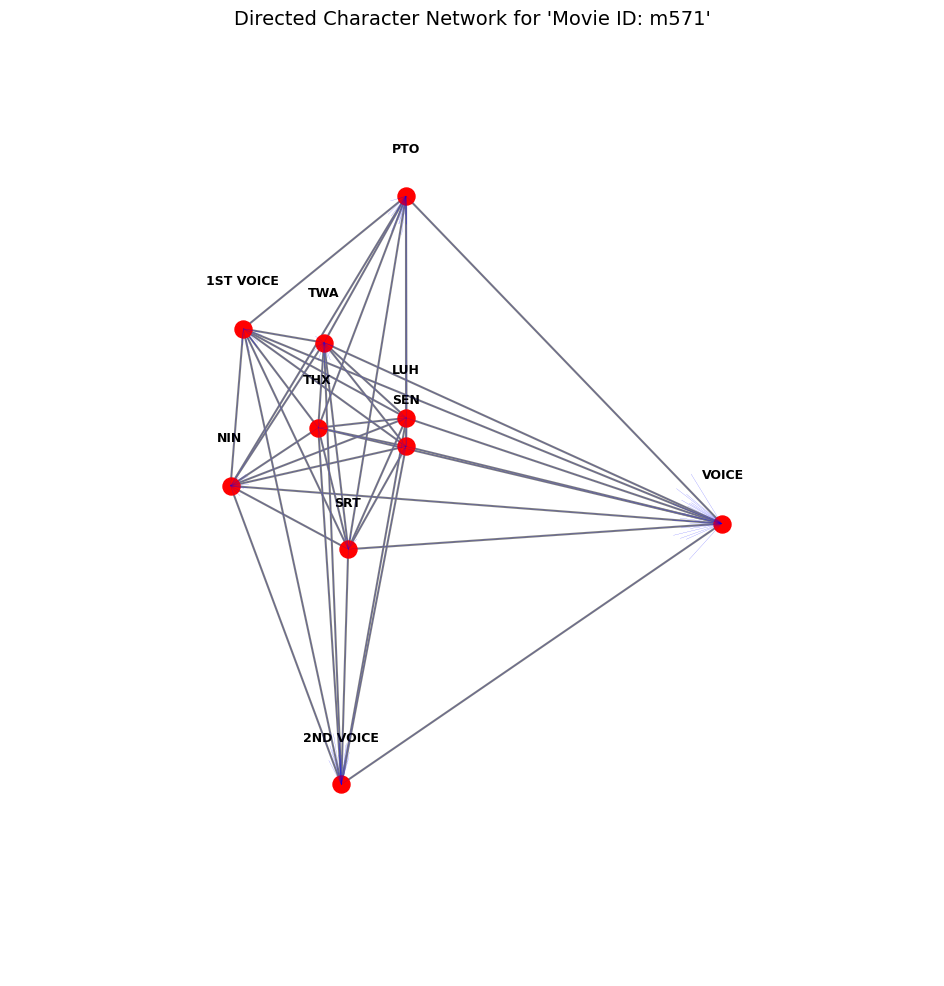 Directed Character Network for 'Movie ID: m571'
PTO
1ST VOICE
TWA
LUH
THX
SEN
NIN
VOICE
SRT
2ND VOICE